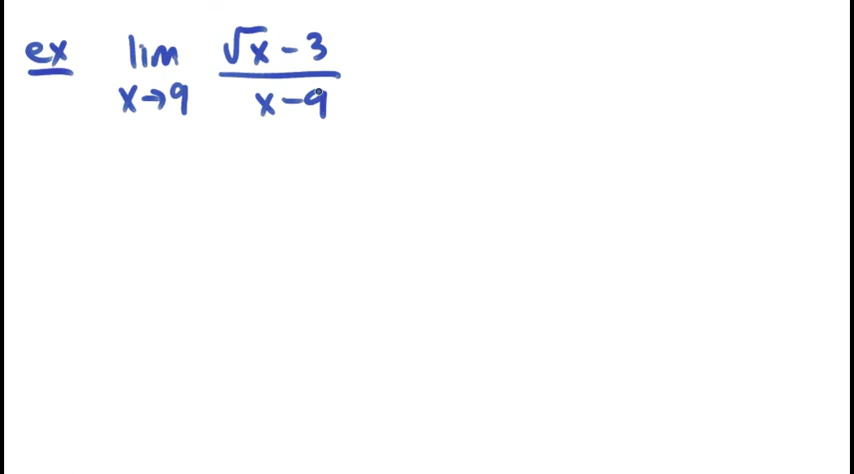 ex lim √x - 3
x→9 x - 9